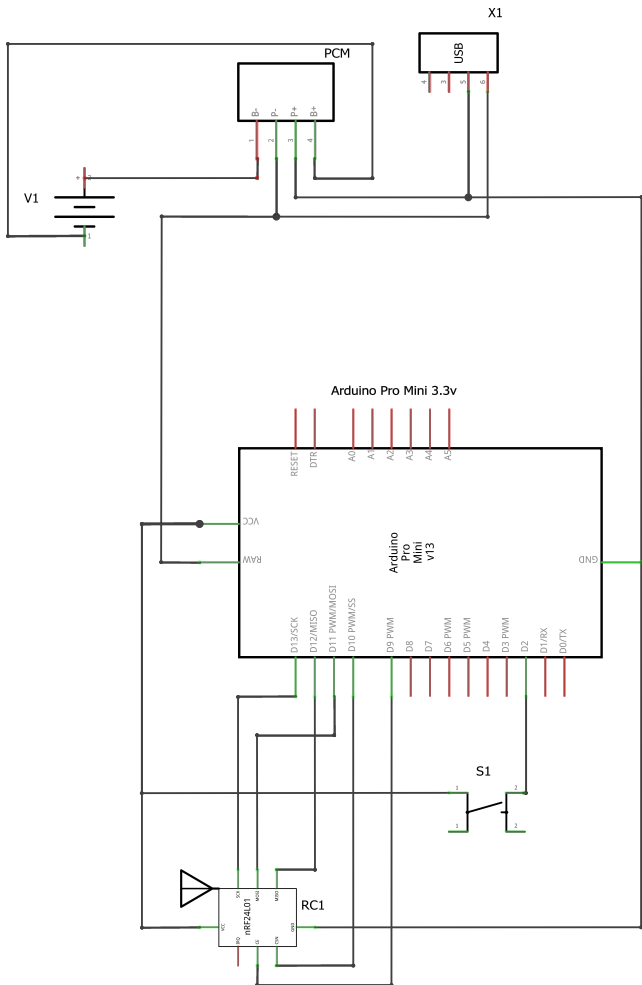 X1
PCM
USB
4
3
5
6
B-
P-
P+
B+
1
2
3
4
V1
+
1
Arduino Pro Mini 3.3v
RESET
DTR
A0
A1
A2
A3
A4
A5
VCC
RAW
Arduino
Pro
Mini
v13
GND
D13/SCK
D12/MISO
D11 PWM/MOSI
D10 PWM/SS
D9 PWM
D8
D7
D6 PWM
D5 PWM
D4
D3 PWM
D2
D1/RX
D0/TX
S1
1
2
1
2
SCK
MOSI
MISO
nRF24L01
RC1
VCC
GND
IRQ
CE
CSN